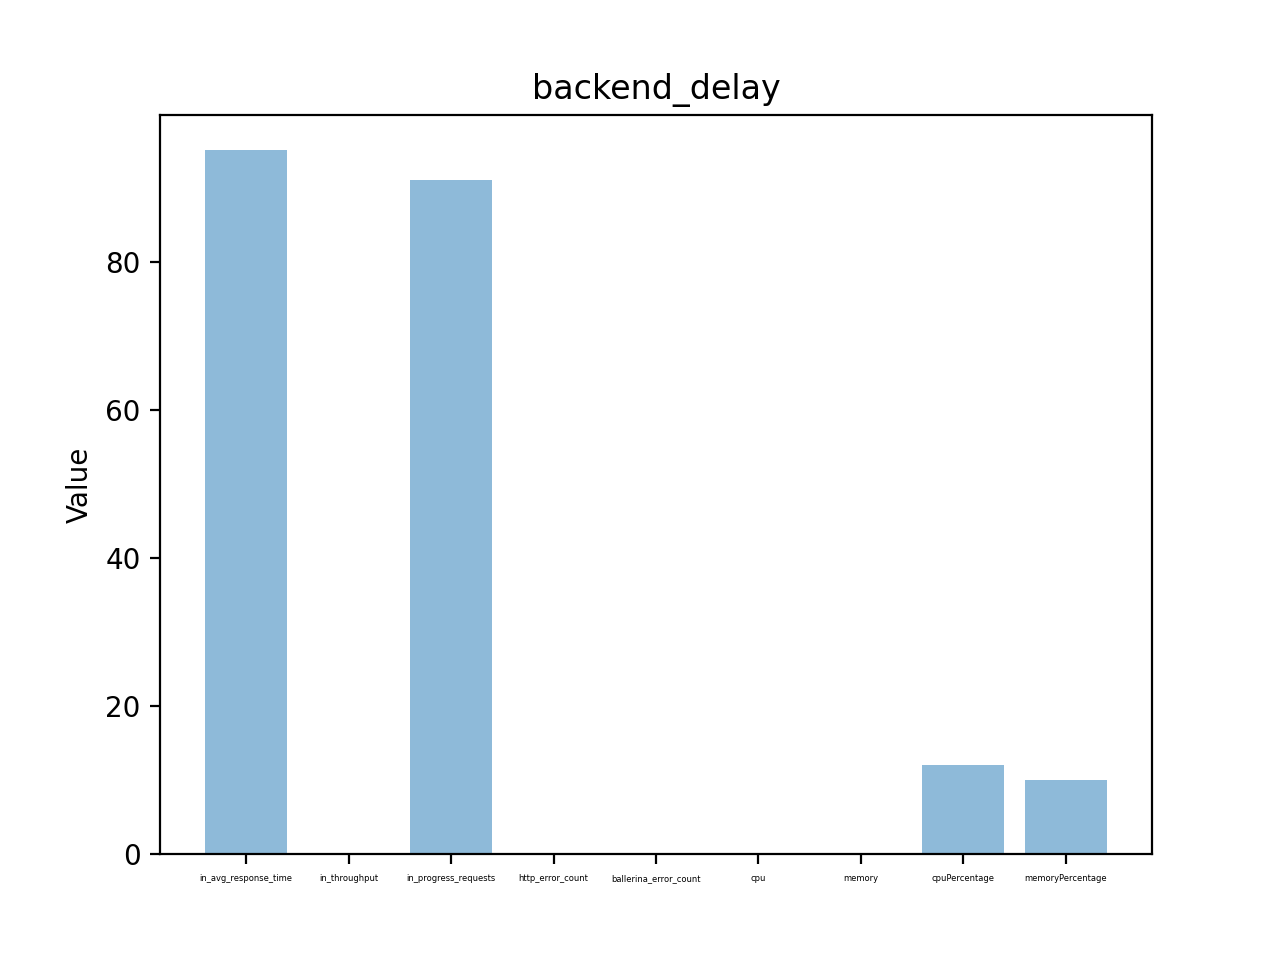 backend_delay
Value
80
60
40
20
0
in_avg_response_time
in_throughput
in_progress_requests
http_error_count
ballerina_error_count
cpu
memory
cpuPercentage
memoryPercentage